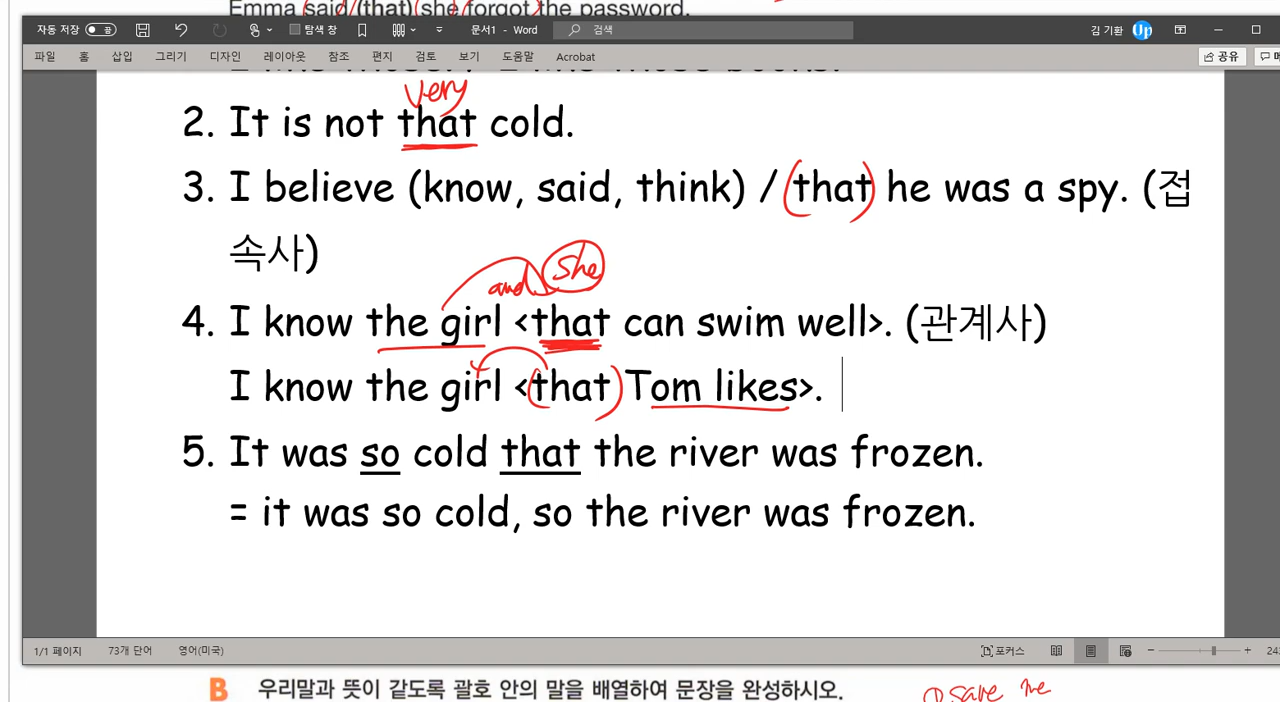 Emma said/(that)(she/forgot) the password.
자동 저장 끔 탐색 창 문서1 - Word 검색 김 기환 Up
파일 홈 삽입 그리기 디자인 레이아웃 참조 편지 검토 보기 도움말 Acrobat 공유
very
2. It is not that cold.
3. I believe (know, said, think) / (that) he was a spy. (접
속사)
and she
4. I know the girl <that can swim well>. (관계사)
I know the girl <(that) Tom likes>.
5. It was so cold that the river was frozen.
= it was so cold, so the river was frozen.
1/1 페이지 73개 단어 영어(미국) 포커스
B 우리말과 뜻이 같도록 괄호 안의 말을 배열하여 문장을 완성하시오.
save me